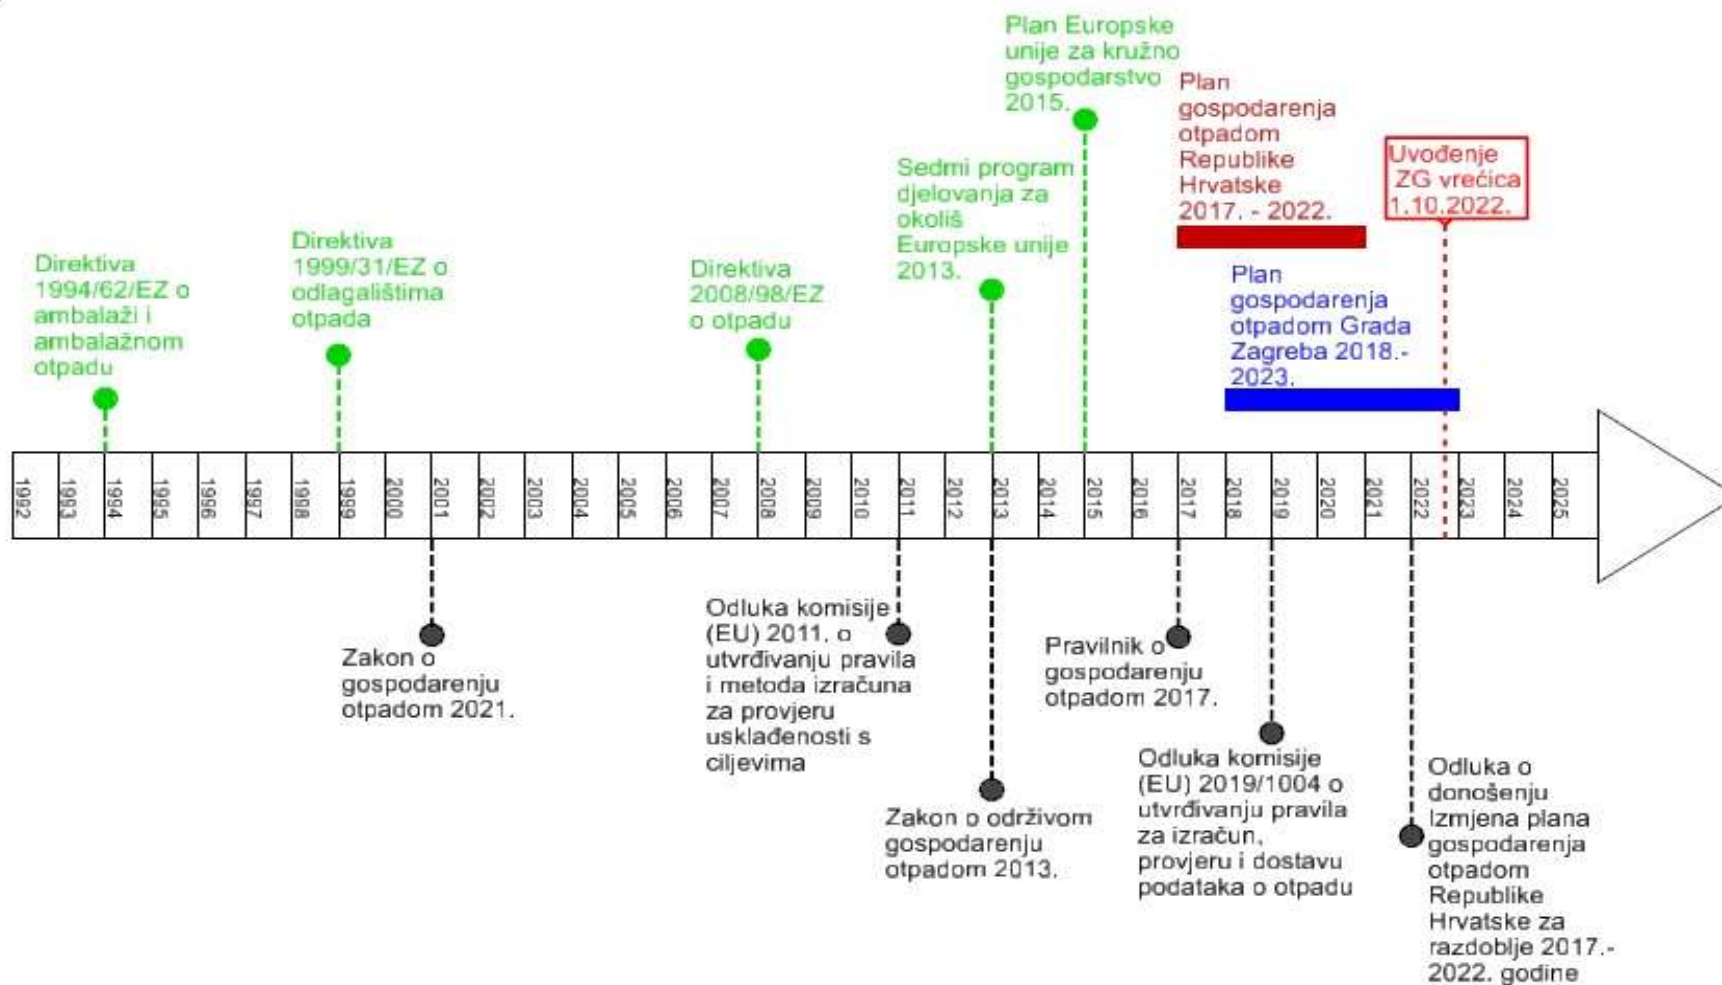 Plan Europske
unije za kružno
gospodarstvo
2015.
Plan
gospodarenja
otpadom
Republike
Hrvatske
2017. - 2022.
Uvođenje
ZG vrećica
1.10.2022.
Sedmi program
djelovanja za
okoliš
Europske unije
2013.
Direktiva
1999/31/EZ o
odlagalištima
otpada
Direktiva
1994/62/EZ o
ambalaži i
ambalažnom
otpadu
Direktiva
2008/98/EZ
o otpadu
Plan
gospodarenja
otpadom Grada
Zagreba 2018.-
2023.
1992
1993
1994
1995
1996
1997
1998
1999
2000
2001
2002
2003
2004
2005
2006
2007
2008
2009
2010
2011
2012
2013
2014
2015
2016
2017
2018
2019
2020
2021
2022
2023
2024
2025
Zakon o
gospodarenju
otpadom 2021.
Odluka komisije
(EU) 2011. o
utvrđivanju pravila
i metoda izračuna
za provjeru
usklađenosti s
ciljevima
Zakon o održivom
gospodarenju
otpadom 2013.
Pravilnik o
gospodarenju
otpadom 2017.
Odluka komisije
(EU) 2019/1004 o
utvrđivanju pravila
za izračun,
provjeru i dostavu
podataka o otpadu
Odluka o
donošenju
Izmjena plana
gospodarenja
otpadom
Republike
Hrvatske za
razdoblje 2017.-
2022. godine